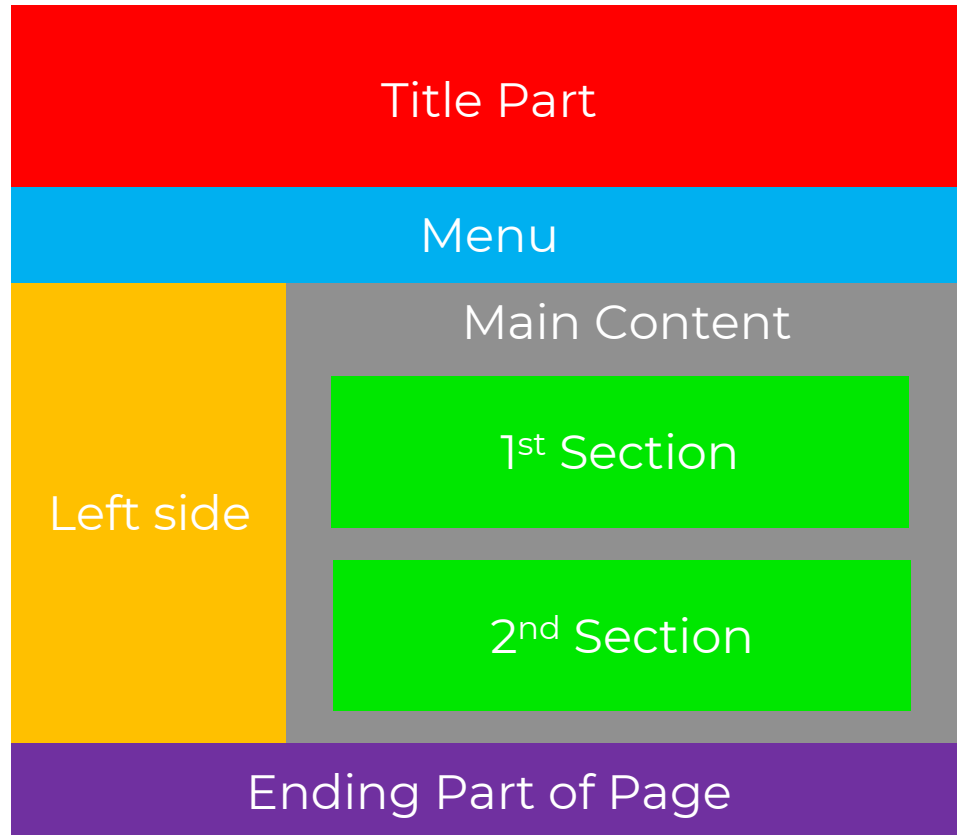 Title Part
Menu
Main Content
1st Section
Left side
2nd Section
Ending Part of Page